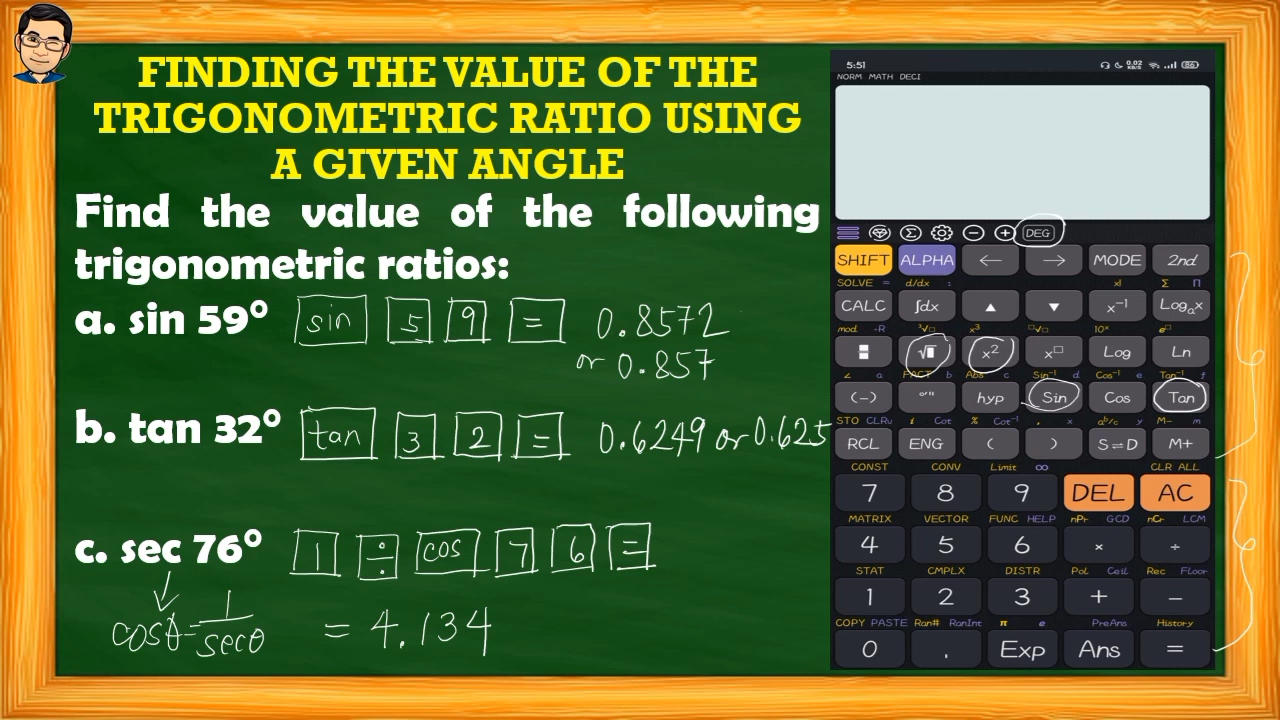 FINDING THE VALUE OF THE
TRIGONOMETRIC RATIO USING
A GIVEN ANGLE
Find the value of the following
trigonometric ratios:
a. sin 59° sin 5 9 = 0.8572
or 0.857
b. tan 32° tan 3 2 = 0.6249 or 0.625
c. sec 76° 1 ÷ cos 7 6 =
cosθ = 1/secθ = 4.134
5:51 0.02 KB/S
NORM MATH DECI
DEG
SHIFT ALPHA ← → MODE 2nd
SOLVE = d/dx : x! Σ Π
CALC ∫dx ▲ ▼ x⁻¹ Logₐx
mod. ÷R ³√□ x³ □√□ 10ˣ e□
√ x² x□ Log Ln
∠ a FACT b Abs c Sin⁻¹ d Cos⁻¹ e Tan⁻¹ f
(−) °'" hyp Sin Cos Tan
STO CLRv i Cot % Cot⁻¹ , x a b/c y M− m
RCL ENG ( ) S⇌D M+
CONST CONV Limit ∞ CLR ALL
7 8 9 DEL AC
MATRIX VECTOR FUNC HELP nPr GCD nCr LCM
4 5 6 × ÷
STAT CMPLX DISTR Pol Ceil Rec Floor
1 2 3 + −
COPY PASTE Ran# RanInt π e PreAns History
0 . Exp Ans =